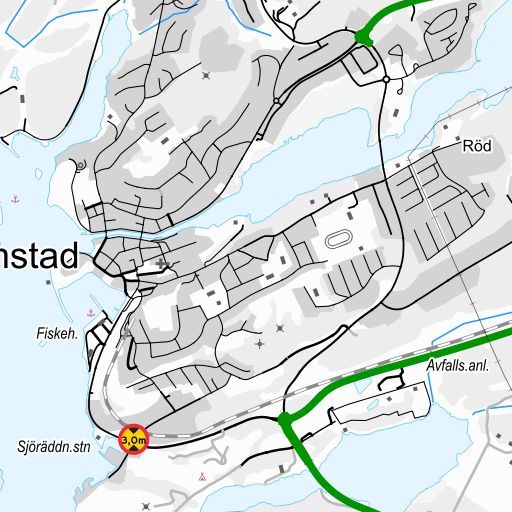 Röd
nstad
Fiskeh.
Avfalls.anl.
Sjöräddn.stn
3,0m